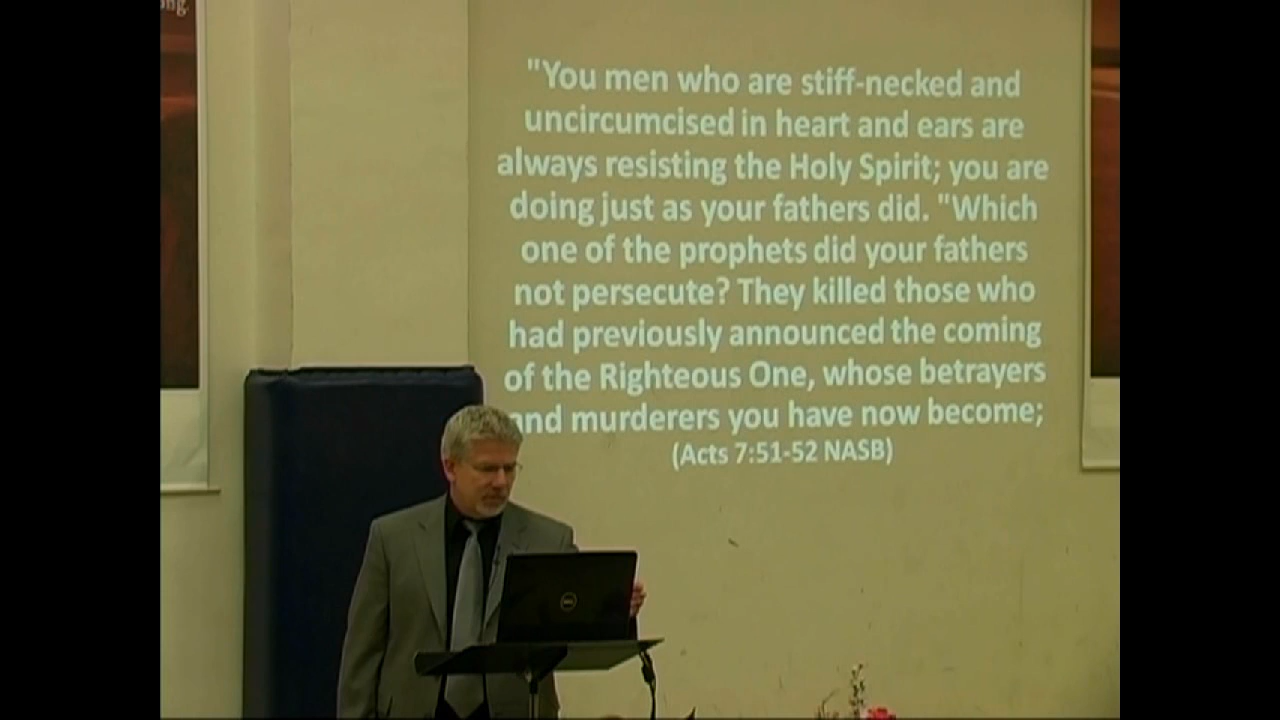 ong.
"You men who are stiff-necked and
uncircumcised in heart and ears are
always resisting the Holy Spirit; you are
doing just as your fathers did. "Which
one of the prophets did your fathers
not persecute? They killed those who
had previously announced the coming
of the Righteous One, whose betrayers
and murderers you have now become;
(Acts 7:51-52 NASB)
DELL